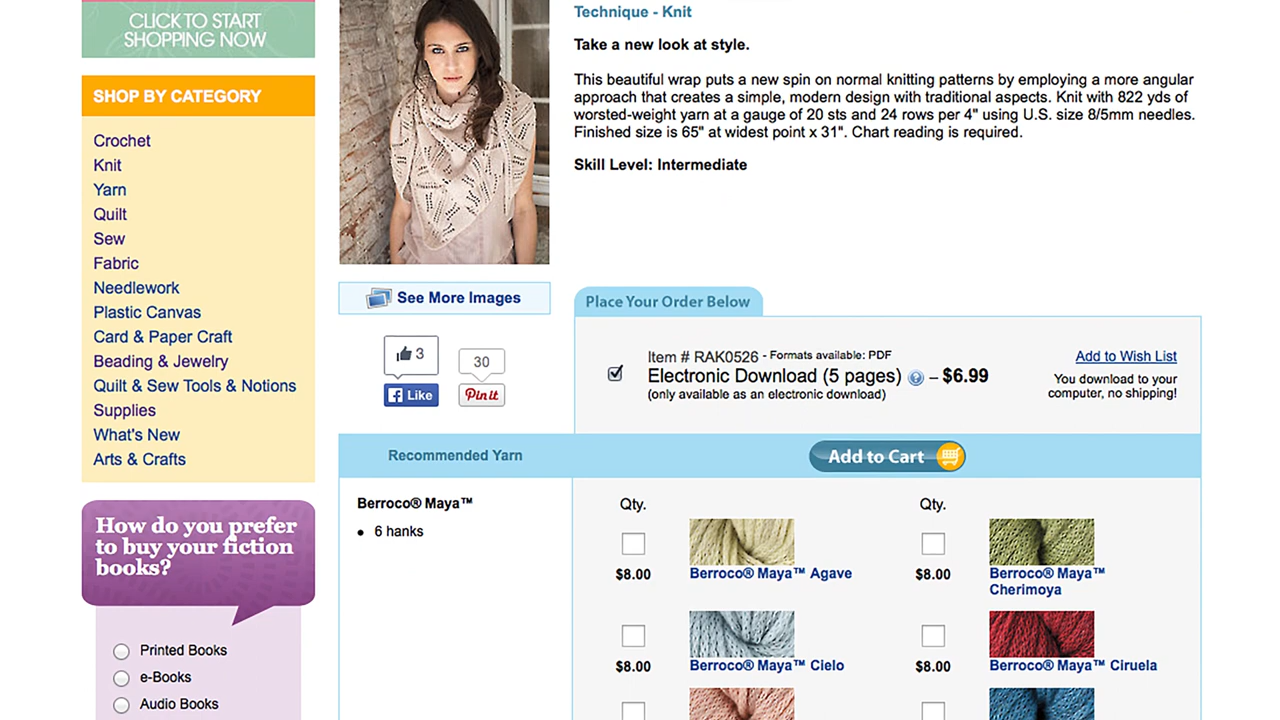 CLICK TO START
SHOPPING NOW
SHOP BY CATEGORY
Crochet
Knit
Yarn
Quilt
Sew
Fabric
Needlework
Plastic Canvas
Card & Paper Craft
Beading & Jewelry
Quilt & Sew Tools & Notions
Supplies
What's New
Arts & Crafts
How do you prefer
to buy your fiction
books?
Printed Books
e-Books
Audio Books
See More Images
3
Like
30
Pin it
Technique - Knit
Take a new look at style.
This beautiful wrap puts a new spin on normal knitting patterns by employing a more angular
approach that creates a simple, modern design with traditional aspects. Knit with 822 yds of
worsted-weight yarn at a gauge of 20 sts and 24 rows per 4" using U.S. size 8/5mm needles.
Finished size is 65" at widest point x 31". Chart reading is required.
Skill Level: Intermediate
Place Your Order Below
Item # RAK0526 - Formats available: PDF
Electronic Download (5 pages) ? – $6.99
(only available as an electronic download)
Add to Wish List
You download to your
computer, no shipping!
Recommended Yarn
Add to Cart
Berroco® Maya™
• 6 hanks
Qty.
Qty.
$8.00
Berroco® Maya™ Agave
$8.00
Berroco® Maya™
Cherimoya
$8.00
Berroco® Maya™ Cielo
$8.00
Berroco® Maya™ Ciruela